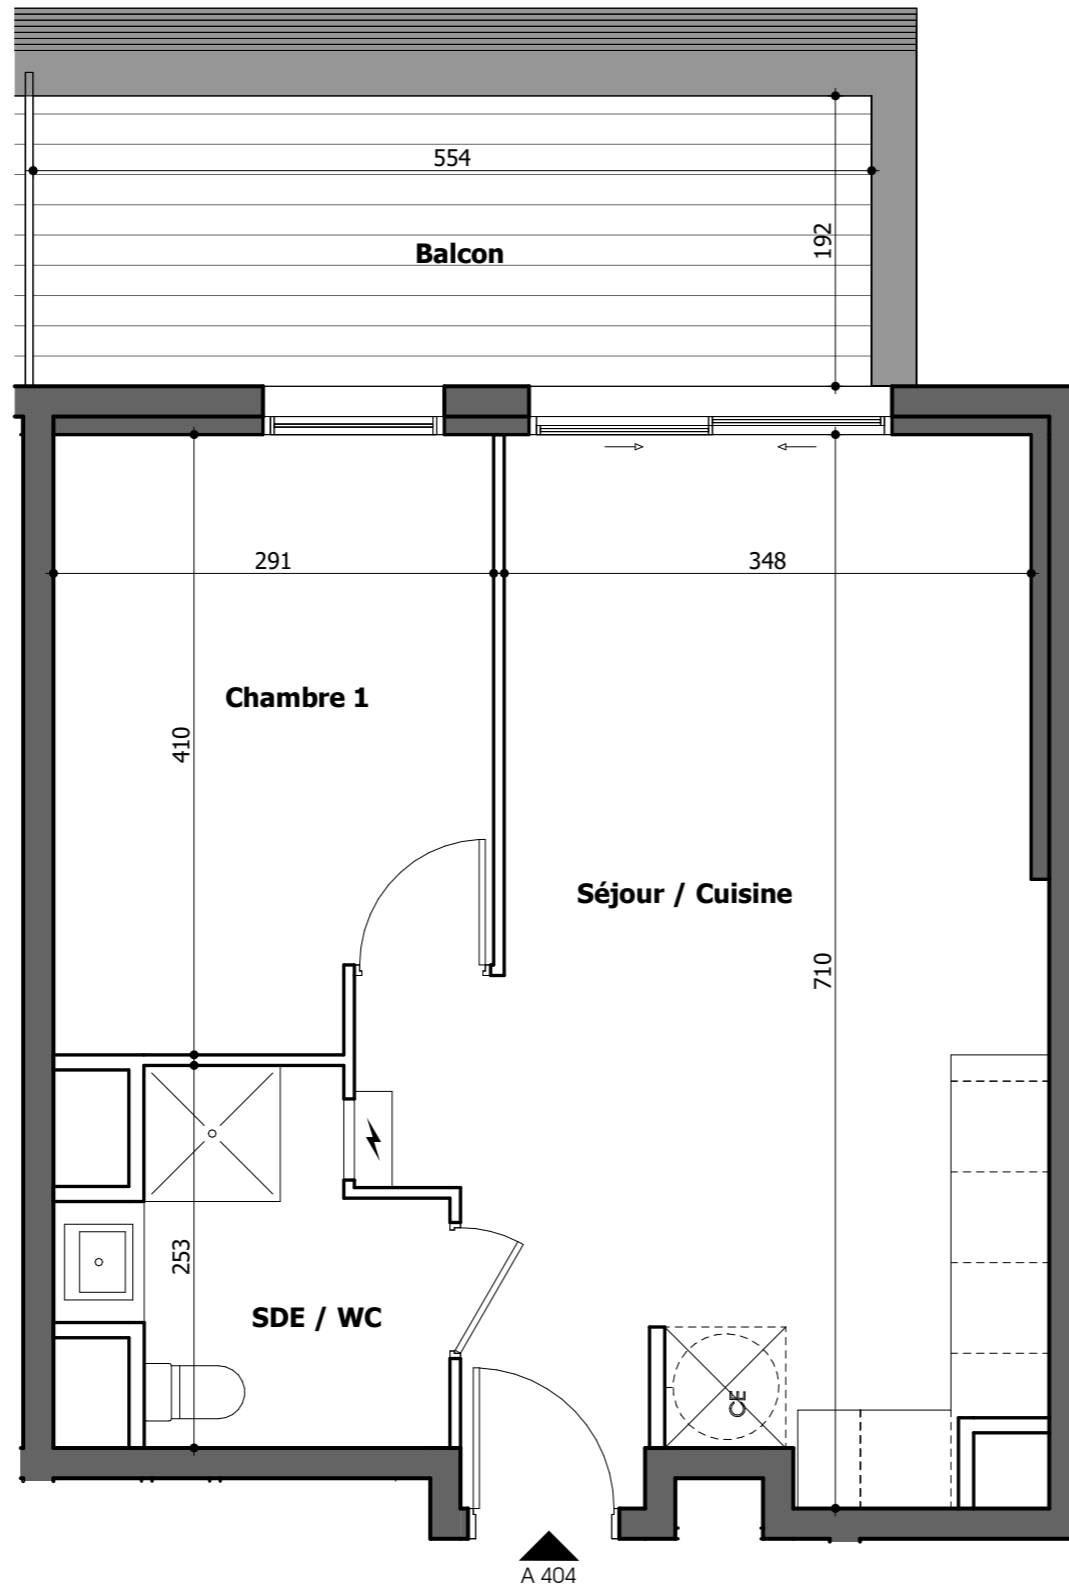 554
192
Balcon
291
348
Chambre 1
410
Séjour / Cuisine
710
253
SDE / WC
CE
A 404